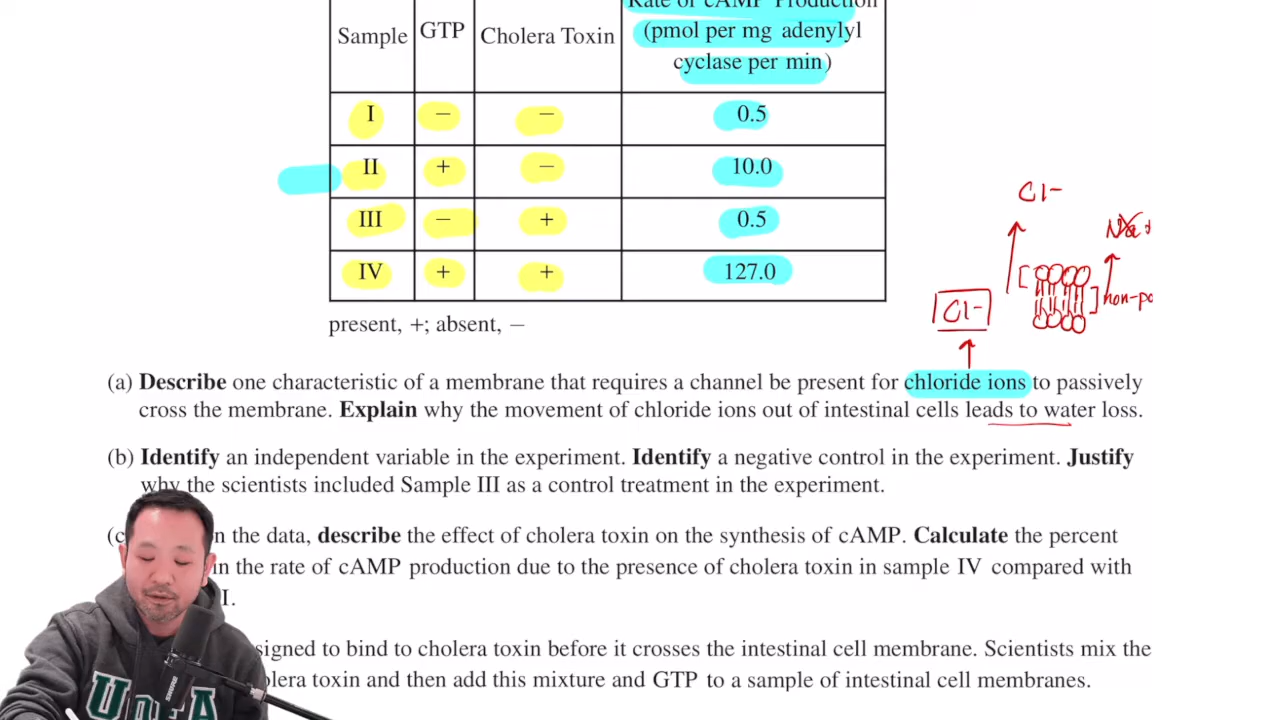 Rate of cAMP Production
Sample GTP Cholera Toxin (pmol per mg adenylyl
cyclase per min)
I − − 0.5
II + − 10.0
III − + 0.5
IV + + 127.0
present, +; absent, −
Cl-
Na+
non-po
Cl-
(a) Describe one characteristic of a membrane that requires a channel be present for chloride ions to passively
cross the membrane. Explain why the movement of chloride ions out of intestinal cells leads to water loss.
(b) Identify an independent variable in the experiment. Identify a negative control in the experiment. Justify
why the scientists included Sample III as a control treatment in the experiment.
(c n the data, describe the effect of cholera toxin on the synthesis of cAMP. Calculate the percent
in the rate of cAMP production due to the presence of cholera toxin in sample IV compared with
I.
signed to bind to cholera toxin before it crosses the intestinal cell membrane. Scientists mix the
olera toxin and then add this mixture and GTP to a sample of intestinal cell membranes.